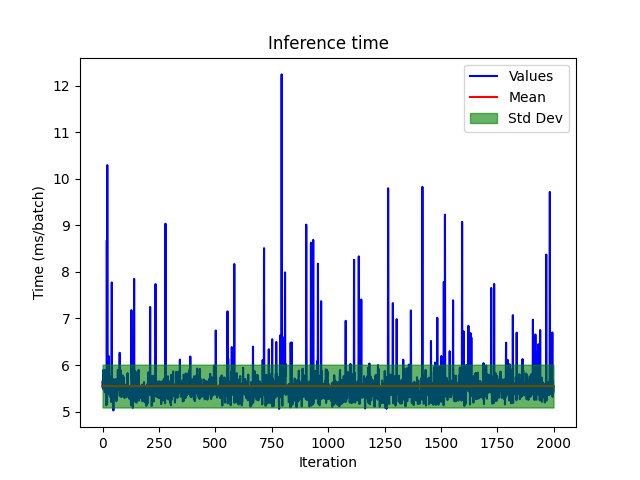 Inference time
Values
Mean
Std Dev
Time (ms/batch)
12
11
10
9
8
7
6
5
0 250 500 750 1000 1250 1500 1750 2000
Iteration